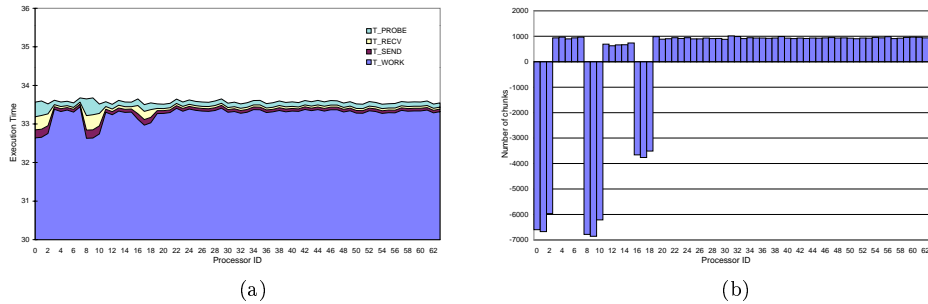 36
35
34
33
32
31
30
Execution Time
T_PROBE
T_RECV
T_SEND
T_WORK
0 2 4 6 8 10 12 14 16 18 20 22 24 26 28 30 32 34 36 38 40 42 44 46 48 50 52 54 56 58 60 62
Processor ID
(a)
2000
1000
0
-1000
-2000
-3000
-4000
-5000
-6000
-7000
Number of chunks
0 2 4 6 8 10 12 14 16 18 20 22 24 26 28 30 32 34 36 38 40 42 44 46 48 50 52 54 56 58 60 62
Processor ID
(b)